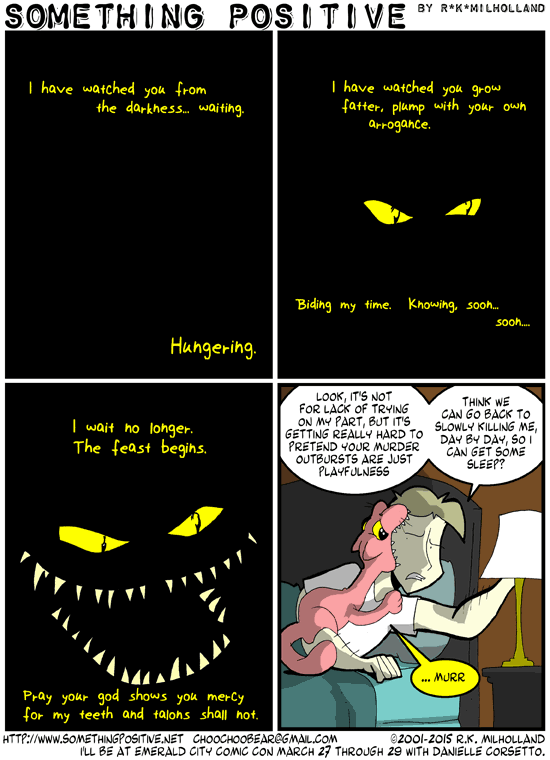 SOMETHING POSITIVE BY R*K*MILHOLLAND
I have watched you from
the darkness... waiting.
Hungering.
I have watched you grow
fatter, plump with your own
arrogance.
Biding my time. Knowing, soon...
soon....
I wait no longer.
The feast begins.
Pray your god shows you mercy
for my teeth and talons shall not.
LOOK, IT'S NOT
FOR LACK OF TRYING
ON MY PART, BUT IT'S
GETTING REALLY HARD TO
PRETEND YOUR MURDER
OUTBURSTS ARE JUST
PLAYFULNESS
THINK WE
CAN GO BACK TO
SLOWLY KILLING ME,
DAY BY DAY, SO I
CAN GET SOME
SLEEP?
... MURR
HTTP://WWW.SOMETHINGPOSITIVE.NET CHOOCHOOBEAR@GMAIL.COM ©2001-2015 R.K. MILHOLLAND
I'LL BE AT EMERALD CITY COMIC CON MARCH 27 THROUGH 29 WITH DANIELLE CORSETTO.